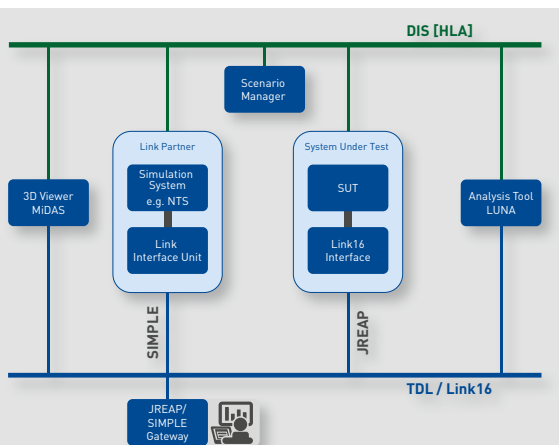 DIS [HLA]
Scenario
Manager
Link Partner
System Under Test
Simulation
System
e.g. NTS
SUT
3D Viewer
MiDAS
Analysis Tool
LUNA
Link
Interface Unit
Link16
Interface
SIMPLE
JREAP
TDL / Link16
JREAP/
SIMPLE
Gateway